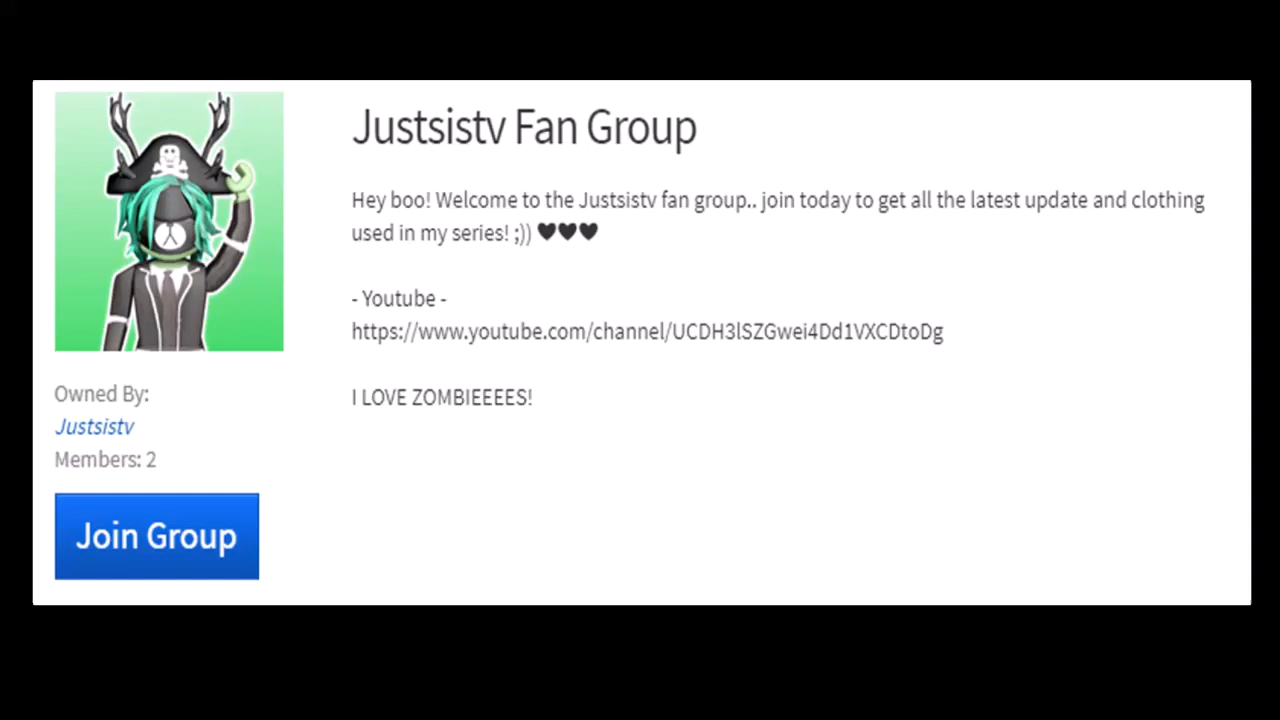 Justsistv Fan Group
Hey boo! Welcome to the Justsistv fan group.. join today to get all the latest update and clothing
used in my series! ;)) ♥♥♥
- Youtube -
https://www.youtube.com/channel/UCDH3lSZGwei4Dd1VXCDtoDg
I LOVE ZOMBIEEEES!
Owned By:
Justsistv
Members: 2
Join Group